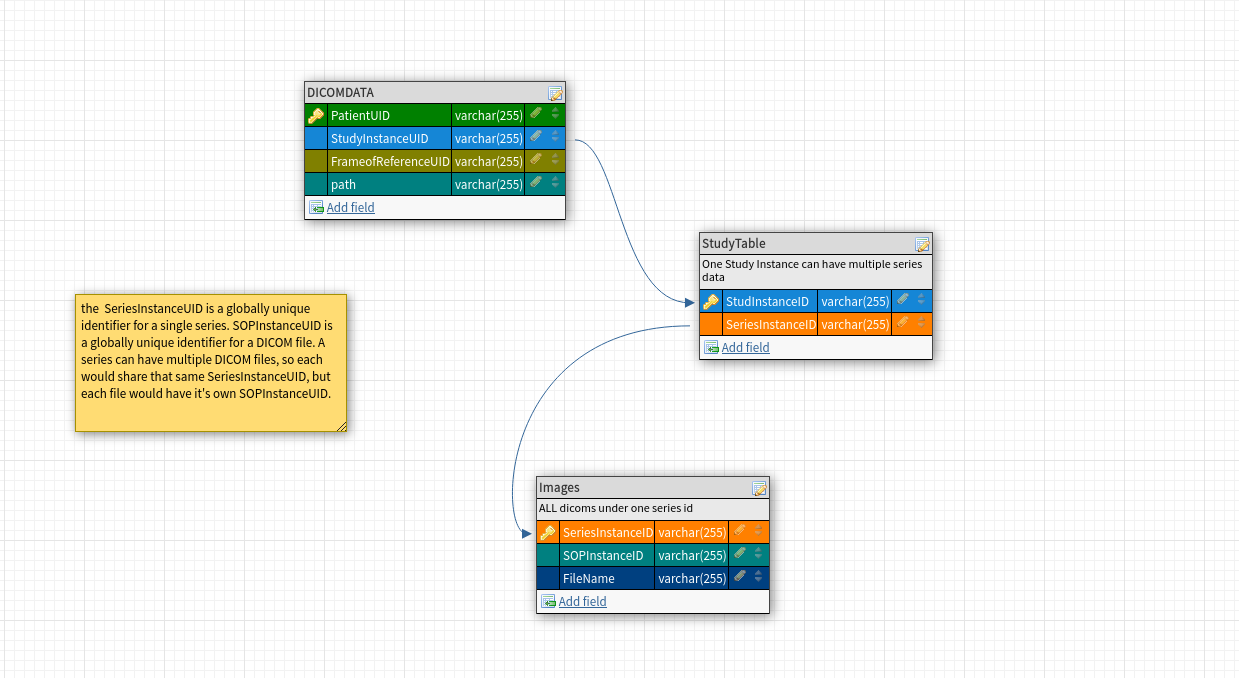 DICOMDATA
PatientUID varchar(255)
StudyInstanceUID varchar(255)
FrameofReferenceUID varchar(255)
path varchar(255)
Add field
StudyTable
One Study Instance can have multiple series
data
StudInstanceID varchar(255)
SeriesInstanceID varchar(255)
Add field
the SeriesInstanceUID is a globally unique
identifier for a single series. SOPInstanceUID is
a globally unique identifier for a DICOM file. A
series can have multiple DICOM files, so each
would share that same SeriesInstanceUID, but
each file would have it's own SOPInstanceUID.
Images
ALL dicoms under one series id
SeriesInstanceID varchar(255)
SOPInstanceID varchar(255)
FileName varchar(255)
Add field